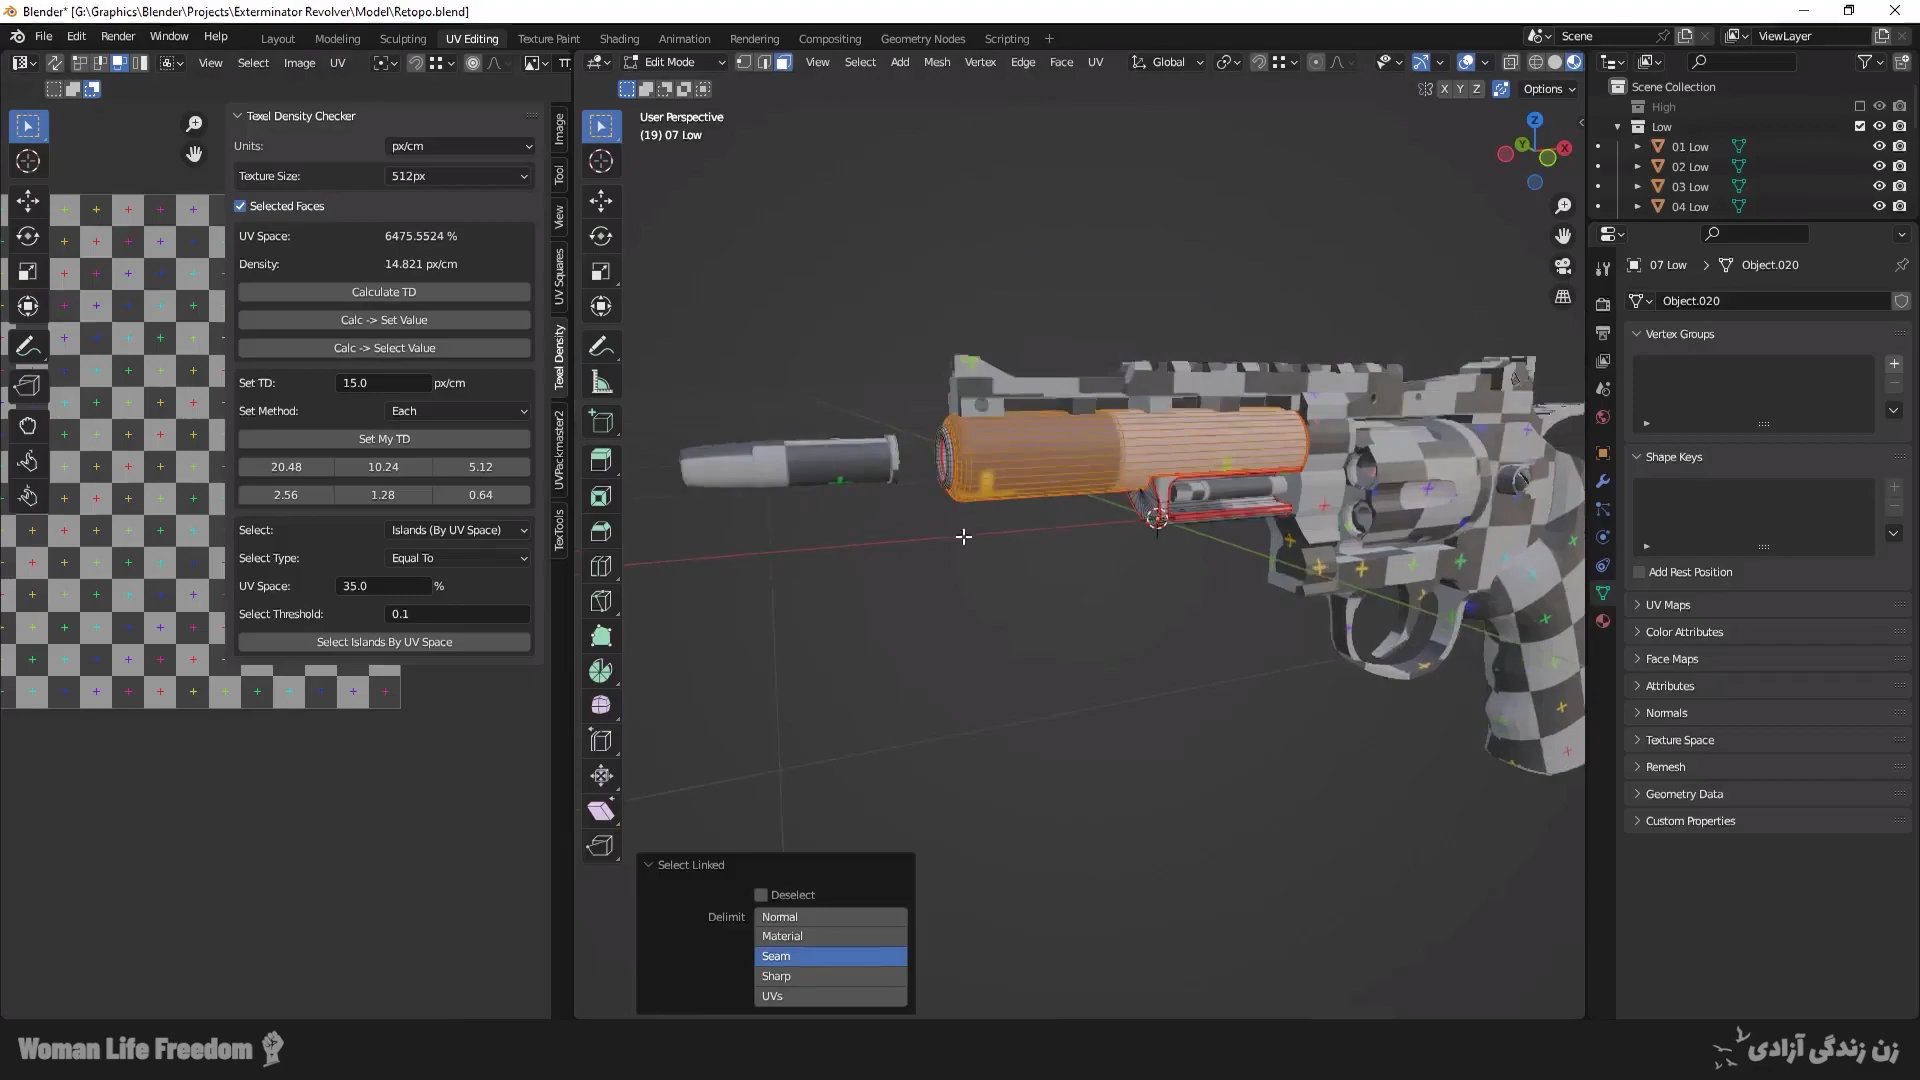 Blender* [G:\Graphics\Blender\Projects\Exterminator Revolver\Model\Retopo.blend]
File Edit Render Window Help
Layout Modeling Sculpting UV Editing Texture Paint Shading Animation Rendering Compositing Geometry Nodes Scripting +
Scene
ViewLayer
View Select Image UV
Edit Mode
View Select Add Mesh Vertex Edge Face UV
Global
X Y Z
Options
Texel Density Checker
Units: px/cm
Texture Size: 512px
Selected Faces
UV Space: 6475.5524 %
Density: 14.821 px/cm
Calculate TD
Calc -> Set Value
Calc -> Select Value
Set TD: 15.0 px/cm
Set Method: Each
Set My TD
20.48 10.24 5.12
2.56 1.28 0.64
Select: Islands (By UV Space)
Select Type: Equal To
UV Space: 35.0 %
Select Threshold: 0.1
Select Islands By UV Space
Image
Tool
View
UV Squares
Texel Density
UVPackmaster2
TexTools
User Perspective
(19) 07 Low
Z
Y
X
Select Linked
Deselect
Delimit
Normal
Material
Seam
Sharp
UVs
Scene Collection
High
Low
01 Low
02 Low
03 Low
04 Low
07 Low > Object.020
Object.020
Vertex Groups
Shape Keys
Add Rest Position
UV Maps
Color Attributes
Face Maps
Attributes
Normals
Texture Space
Remesh
Geometry Data
Custom Properties
Woman Life Freedom
زن زندگی آزادی